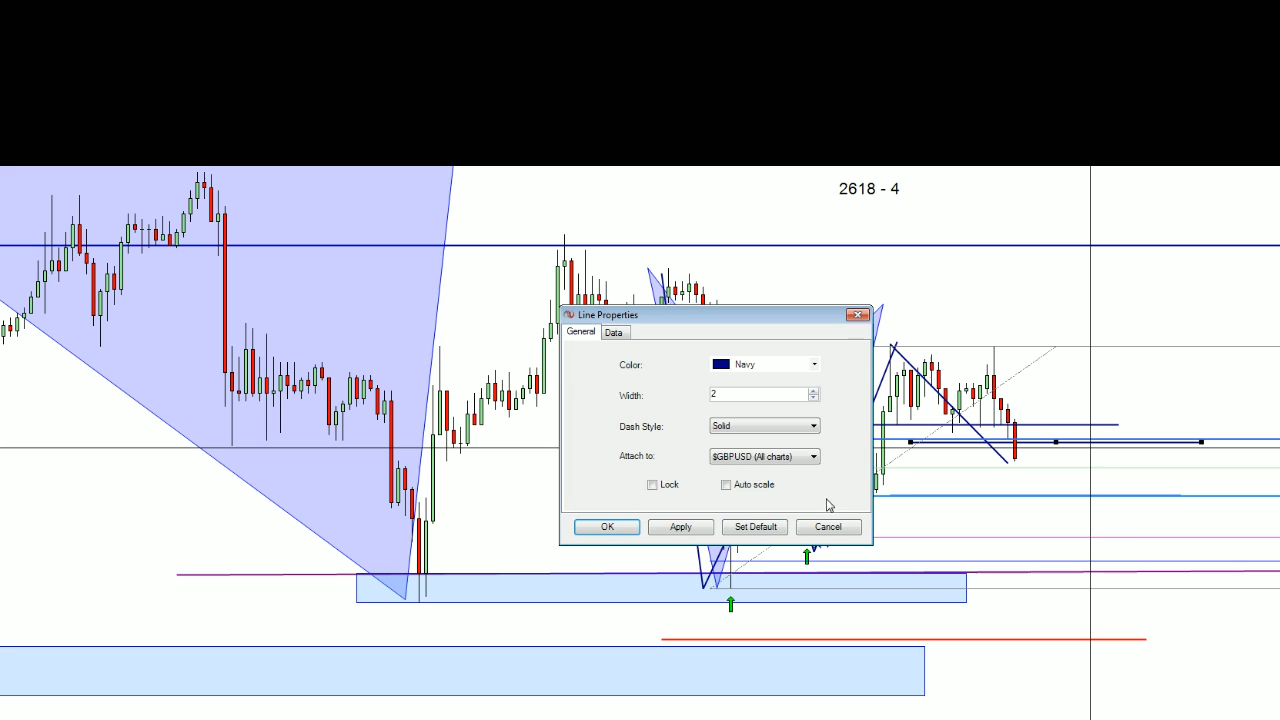 2618 - 4
Line Properties
General Data
Color: Navy
Width: 2
Dash Style: Solid
Attach to: $GBPUSD (All charts)
Lock Auto scale
OK Apply Set Default Cancel